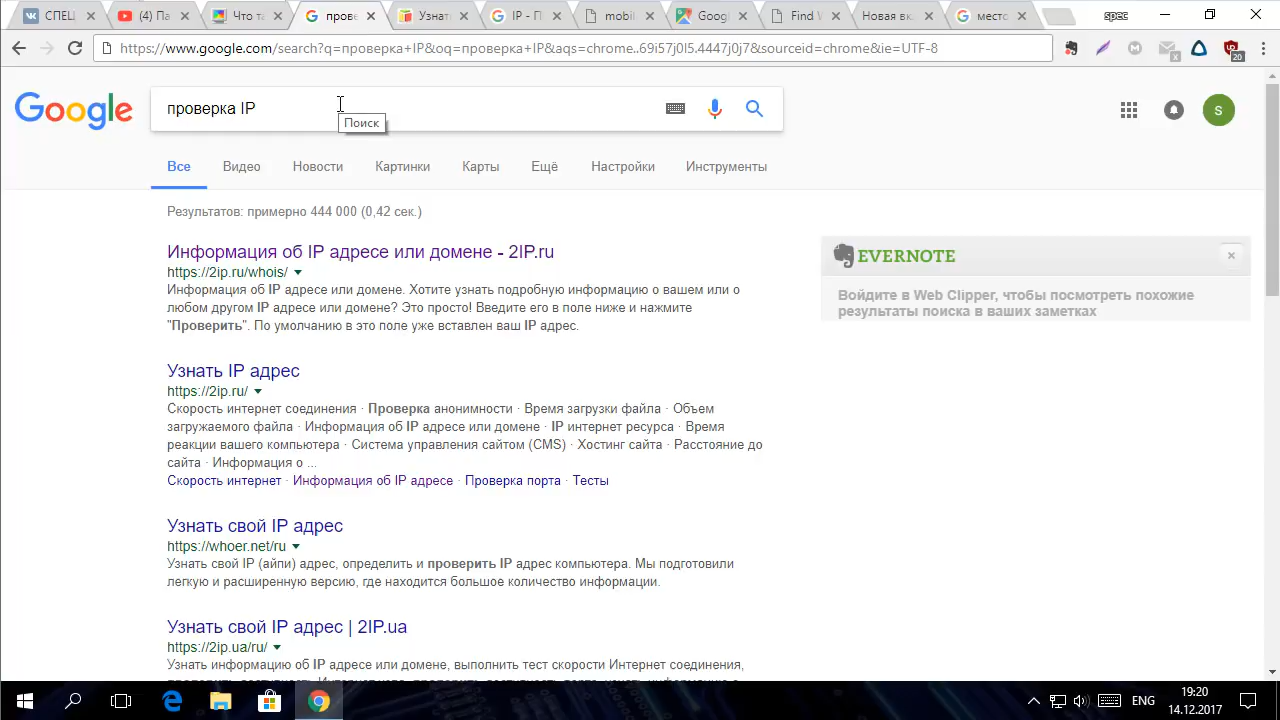 СПЕЦ
(4) Па
Что та
прове
Узнат
IP - П
mobil
Googl
Find
Новая вк
место
spec
https://www.google.com/search?q=проверка+IP&oq=проверка+IP&aqs=chrome..69i57j0l5.4447j0j7&sourceid=chrome&ie=UTF-8
20
Google
проверка IP
Поиск
S
Все
Видео
Новости
Картинки
Карты
Ещё
Настройки
Инструменты
Результатов: примерно 444 000 (0,42 сек.)
Информация об IP адресе или домене - 2IP.ru
https://2ip.ru/whois/
Информация об IP адресе или домене. Хотите узнать подробную информацию о вашем или о
любом другом IP адресе или домене? Это просто! Введите его в поле ниже и нажмите
"Проверить". По умолчанию в это поле уже вставлен ваш IP адрес.
EVERNOTE
Войдите в Web Clipper, чтобы посмотреть похожие
результаты поиска в ваших заметках
Узнать IP адрес
https://2ip.ru/
Скорость интернет соединения · Проверка анонимности · Время загрузки файла · Объем
загружаемого файла · Информация об IP адресе или домене · IP интернет ресурса · Время
реакции вашего компьютера · Система управления сайтом (CMS) · Хостинг сайта · Расстояние до
сайта · Информация о ...
Скорость интернет · Информация об IP адресе · Проверка порта · Тесты
Узнать свой IP адрес
https://whoer.net/ru
Узнать свой IP (айпи) адрес, определить и проверить IP адрес компьютера. Мы подготовили
легкую и расширенную версию, где находится большое количество информации.
Узнать свой IP адрес | 2IP.ua
https://2ip.ua/ru/
Узнать информацию об IP адресе или домене, выполнить тест скорости Интернет соединения,
ENG
19:20
14.12.2017